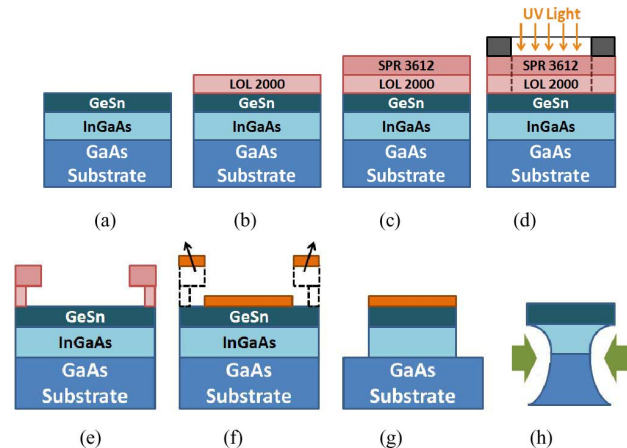 UV Light
SPR 3612
SPR 3612
LOL 2000
LOL 2000
LOL 2000
GeSn
GeSn
GeSn
GeSn
InGaAs
InGaAs
InGaAs
InGaAs
GaAs
Substrate
GaAs
Substrate
GaAs
Substrate
GaAs
Substrate
(a)
(b)
(c)
(d)
GeSn
GeSn
InGaAs
InGaAs
GaAs
Substrate
GaAs
Substrate
GaAs
Substrate
(e)
(f)
(g)
(h)